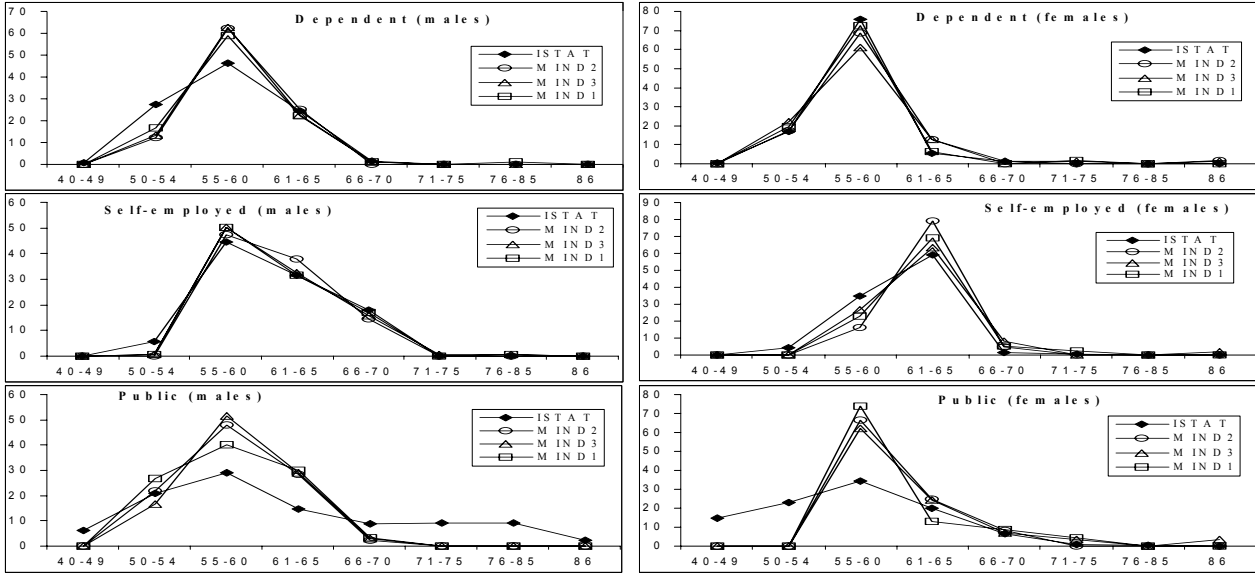 Dependent (males)
70
60
50
40
30
20
10
0
40-49 50-54 55-60 61-65 66-70 71-75 76-85 86
ISTAT
MIND2
MIND3
MIND1
Dependent (females)
80
70
60
50
40
30
20
10
0
40-49 50-54 55-60 61-65 66-70 71-75 76-85 86
ISTAT
MIND2
MIND3
MIND1
Self-employed (males)
60
50
40
30
20
10
0
40-49 50-54 55-60 61-65 66-70 71-75 76-85 86
ISTAT
MIND2
MIND3
MIND1
Self-employed (females)
90
80
70
60
50
40
30
20
10
0
40-49 50-54 55-60 61-65 66-70 71-75 76-85 86
ISTAT
MIND2
MIND3
MIND1
Public (males)
60
50
40
30
20
10
0
40-49 50-54 55-60 61-65 66-70 71-75 76-85 86
ISTAT
MIND2
MIND3
MIND1
Public (females)
80
70
60
50
40
30
20
10
0
40-49 50-54 55-60 61-65 66-70 71-75 76-85 86
ISTAT
MIND2
MIND3
MIND1